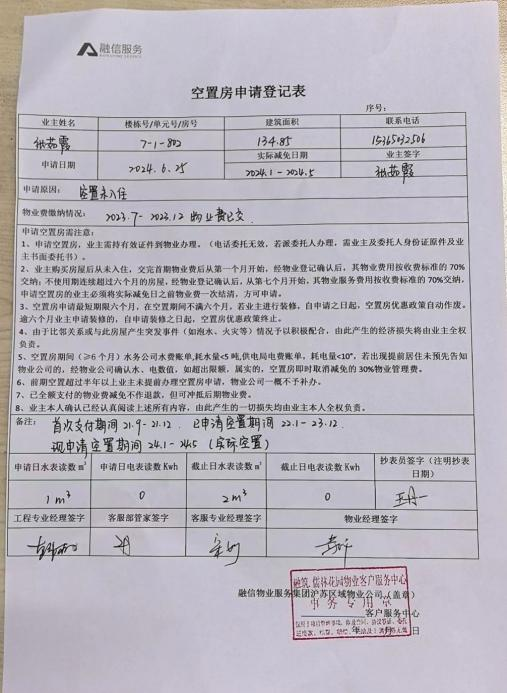 融信服务
空置房申请登记表
序号：
业主姓名 楼栋号/单元号/房号 建筑面积 联系电话
张茹霞 7-1-802 134.85 15365032506
申请日期 2024.6.25 实际减免日期 业主签字
2024.1-2024.5 张茹霞
申请原因： 空置未入住
物业费缴纳情况： 2023.7-2023.12 物业费已交
申请空置房需注意：
1、申请空置房，业主需持有效证件到物业办理。（电话委托无效，若派委托人办理，需业主及委托人身份证原件及业
主书面委托书）。
2、业主购买房屋后从未入住，交完首期物业费后从第一个月开始，经物业登记确认后，其物业费用按收费标准的 70%
交纳；不使用期连续超过六个月的房屋，经物业登记确认后，从第七个月开始，其物业服务费用按收费标准的 70%交纳，
申请空置房的业主必须将实际减免日之前物业费一次结清，方可申请。
3、空置房申请最短期限六个月，在空置期间不满六个月，若业主进行装修，自申请之日起，空置房优惠政策自动作废。
逾六个月业主申请装修的，自申请装修之日起，空置房优惠政策终止。
4、由于比邻关系或与此房屋产生突发事件（如泡水、火灾等）情况予以积极配合，由此产生的经济损失将由业主全权
负责。
5、空置房期间（≥6 个月）水务公司水费账单,耗水量<5 吨,供电局电费账单，耗电量<10°，若出现提前居住未预先告知
物业公司的，经物业公司确认水、电数值，如超出限额，属实的，空置房即时取消减免的 30%物业管理费。
6、前期空置超过半年以上业主未提前办理空置房申请，物业公司一概不予补办。
7、已全额支付的物业费减免不作退款，但可冲抵后期物业费。
8、业主本人确认已经认真阅读上述所有内容，由此产生的一切损失均由业主本人全权负责。
备注： 首次支付期间 21.9-21.12. 已申请空置期间 22.1-23.12.
现申请空置期间 24.1-24.5（实际空置）
申请日水表读数 m³ 申请日电表读数 Kwh 截止日水表读数 m³ 截止日电表读数 Kwh 抄表员签字（注明抄表
日期）
1m³ 0 2m³ 0
工程专业经理签字 客服部管家签字 客服专业经理签字 物业经理签字
融筑 儒林花园物业客户服务中心
融信物业服务集团沪苏区域物业公司（盖章）
事务专用章
客户服务中心
年 月 日